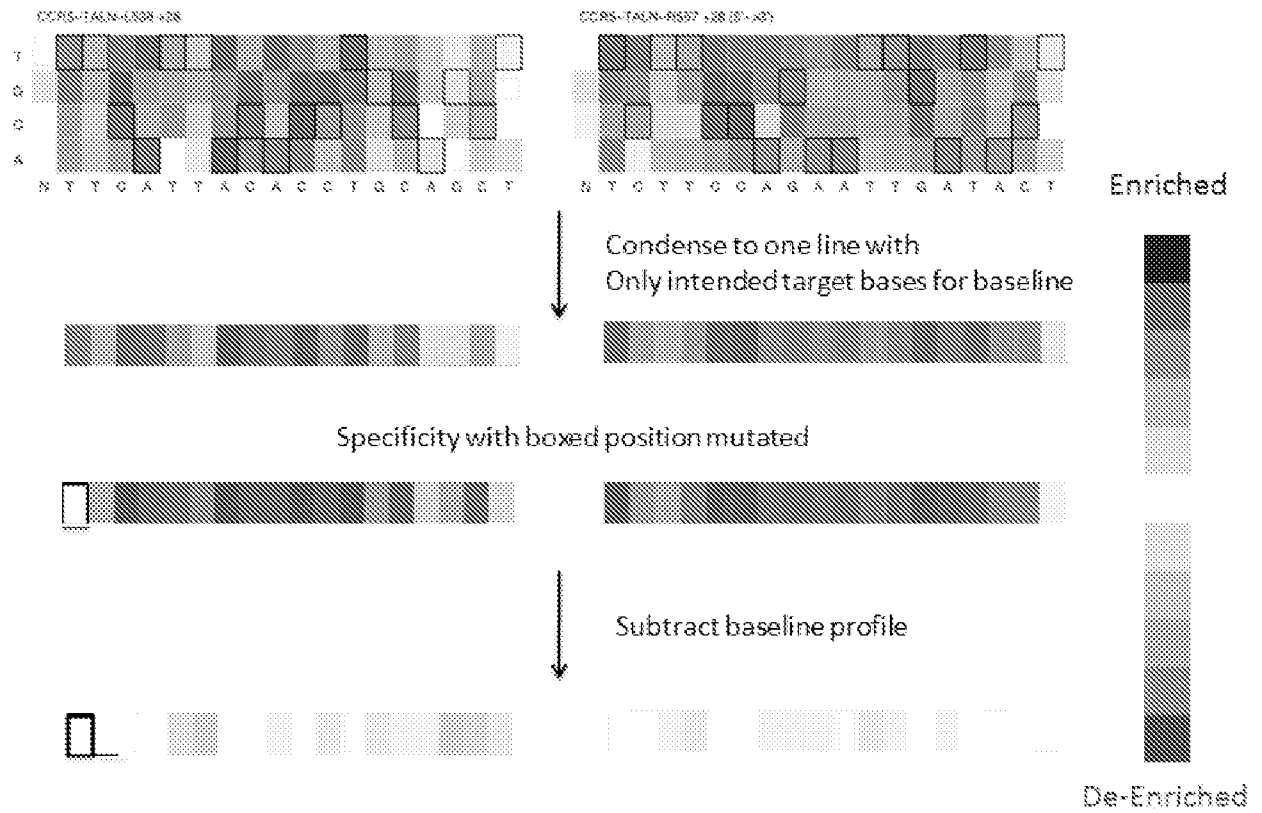 T
G
C
A
N T T C A T T A C A C C T G C A G C T
N T C T T C C A G A A T T G A T A C T
Enriched
Condense to one line with
Only intended target bases for baseline
Specificity with boxed position mutated
Subtract baseline profile
De-Enriched